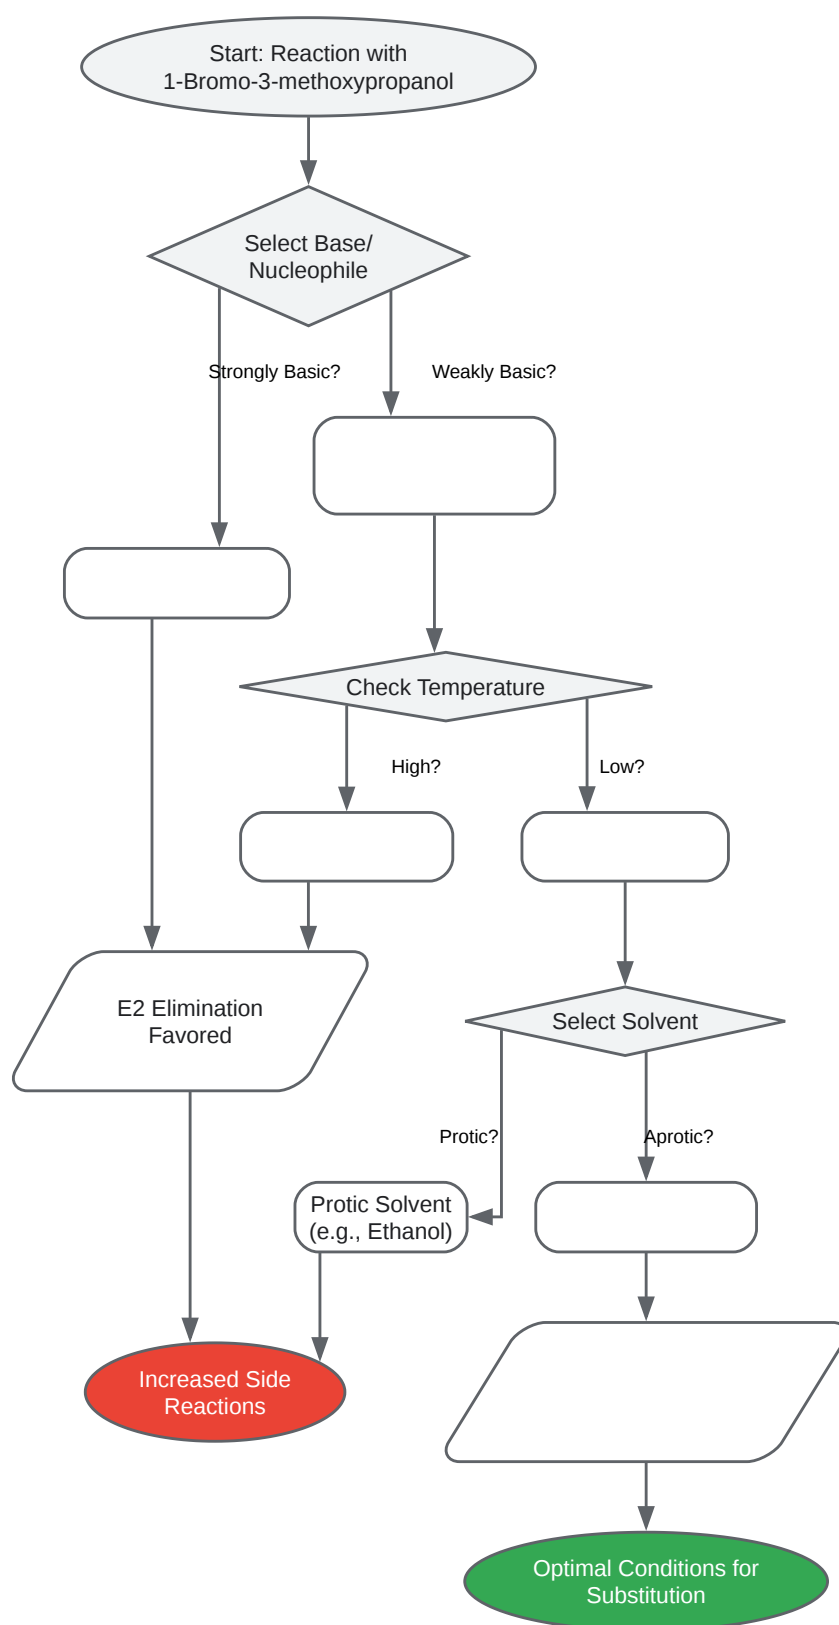 Start: Reaction with
1-Bromo-3-methoxypropanol
Select Base/
Nucleophile
Strongly Basic?
Weakly Basic?
Check Temperature
High?
Low?
E2 Elimination
Favored
Select Solvent
Protic?
Aprotic?
Protic Solvent
(e.g., Ethanol)
Increased Side
Reactions
Optimal Conditions for
Substitution